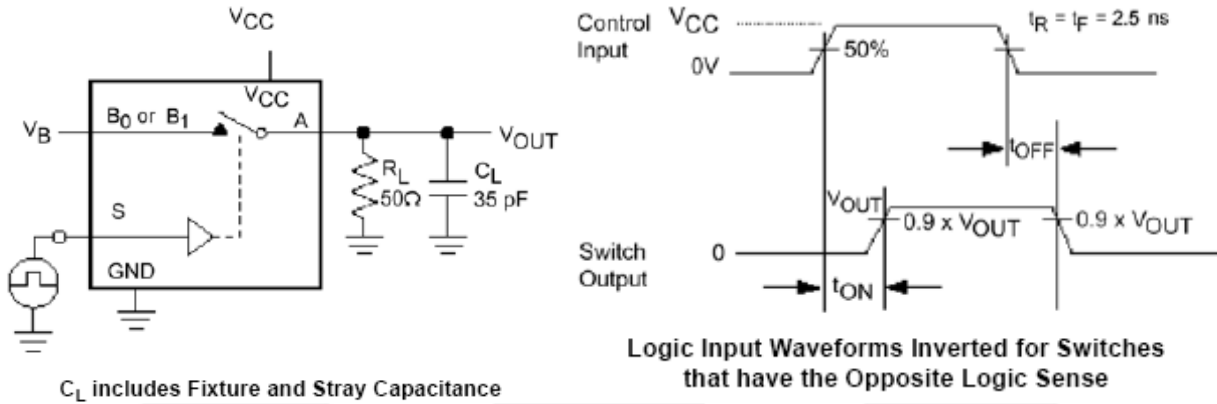 VCC
VCC
VB
B0 or B1
A
VOUT
RL
50Ω
CL
35 pF
S
GND
CL includes Fixture and Stray Capacitance
Control
Input
VCC
0V
50%
tR = tF = 2.5 ns
tOFF
VOUT
0.9 x VOUT
0.9 x VOUT
Switch
Output
0
tON
Logic Input Waveforms Inverted for Switches
that have the Opposite Logic Sense